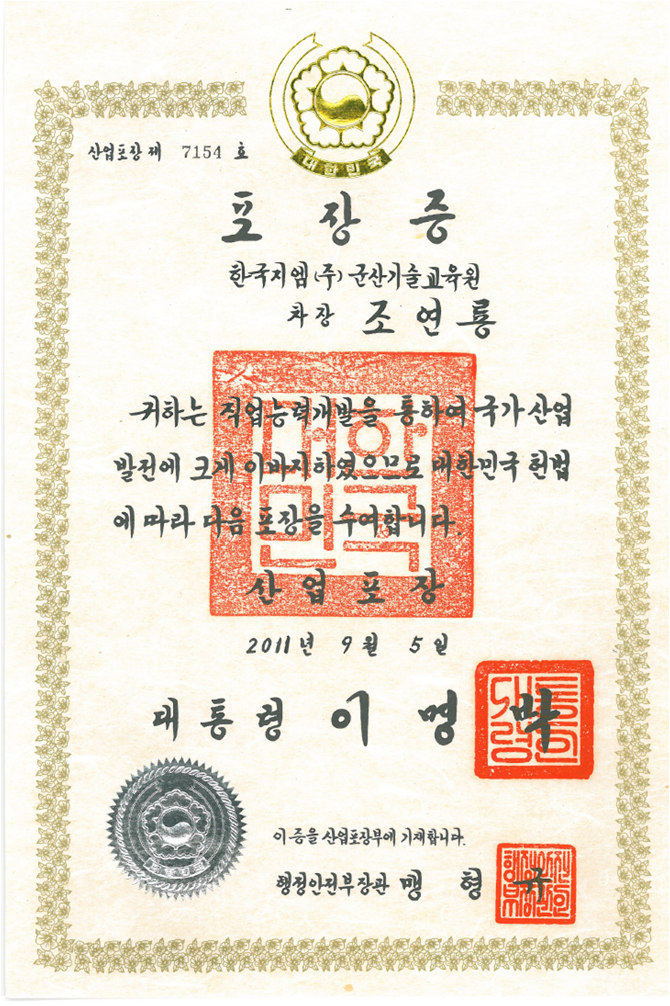 대한민국
산업포장 제 7154 호
포장증
한국지엠(주) 군산기술교육원
차장 조연룡
귀하는 직업능력개발을 통하여 국가산업
발전에 크게 이바지하였으므로 대한민국 헌법
에 따라 다음 포장을 수여합니다.
대한민국
산업포장
2011년 9월 5일
대통령 이명박
이 증을 산업포장부에 기재합니다.
행정안전부장관 맹형규